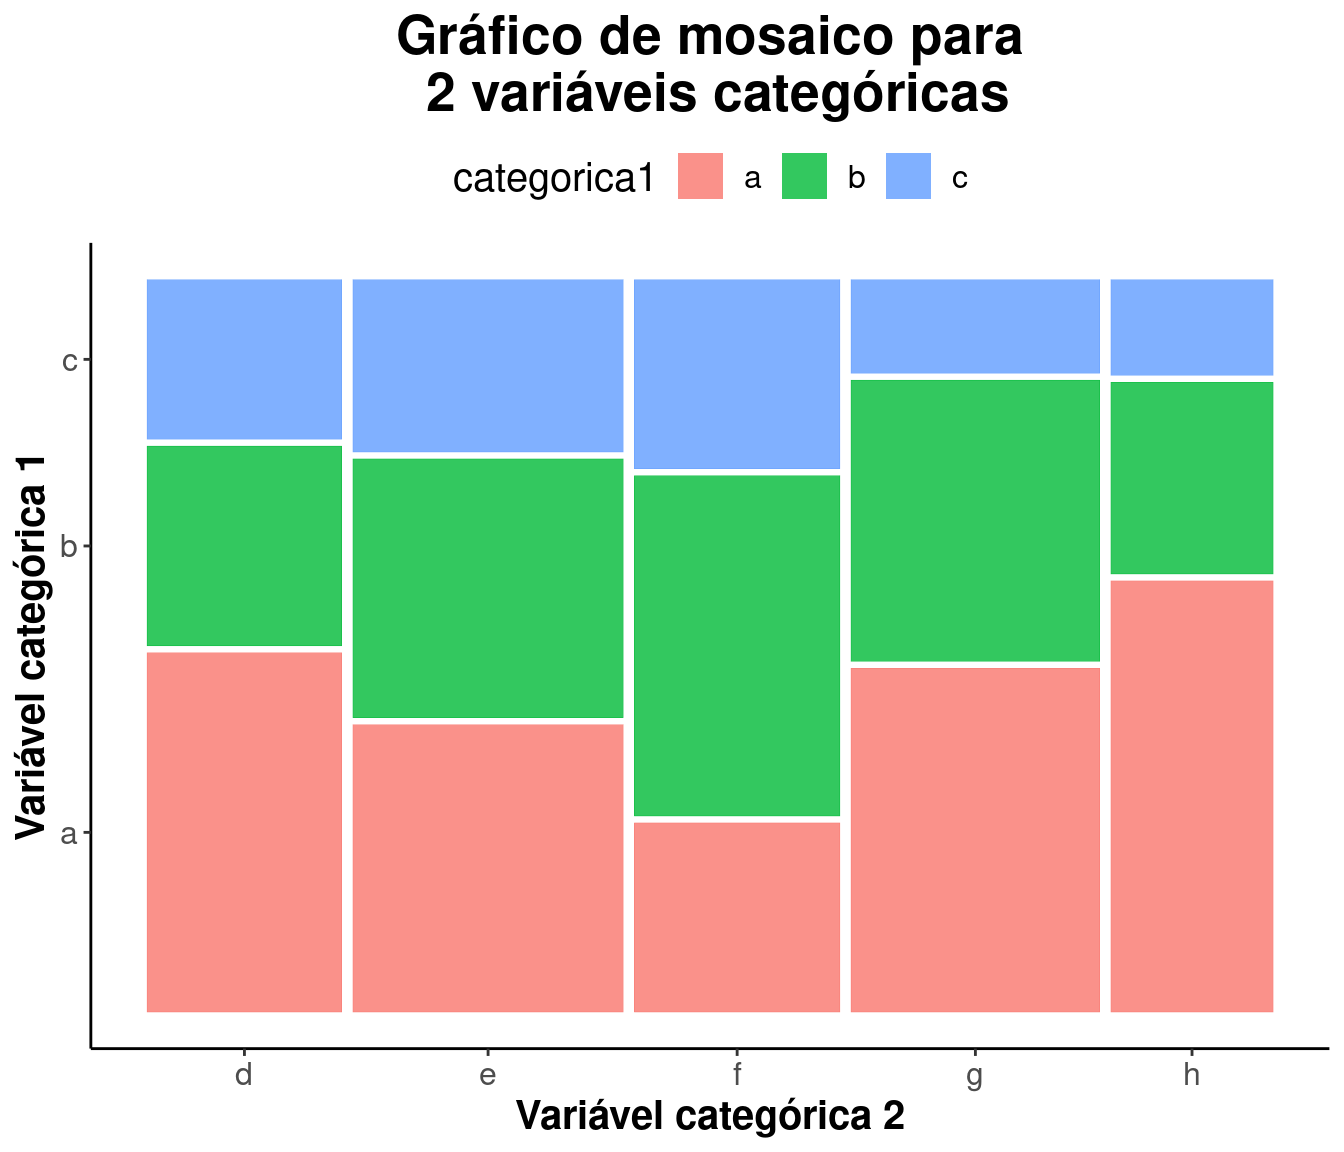 Gráfico de mosaico para
2 variáveis categóricas
categorica1 a b c
c
b
a
Variável categórica 1
d e f g h
Variável categórica 2